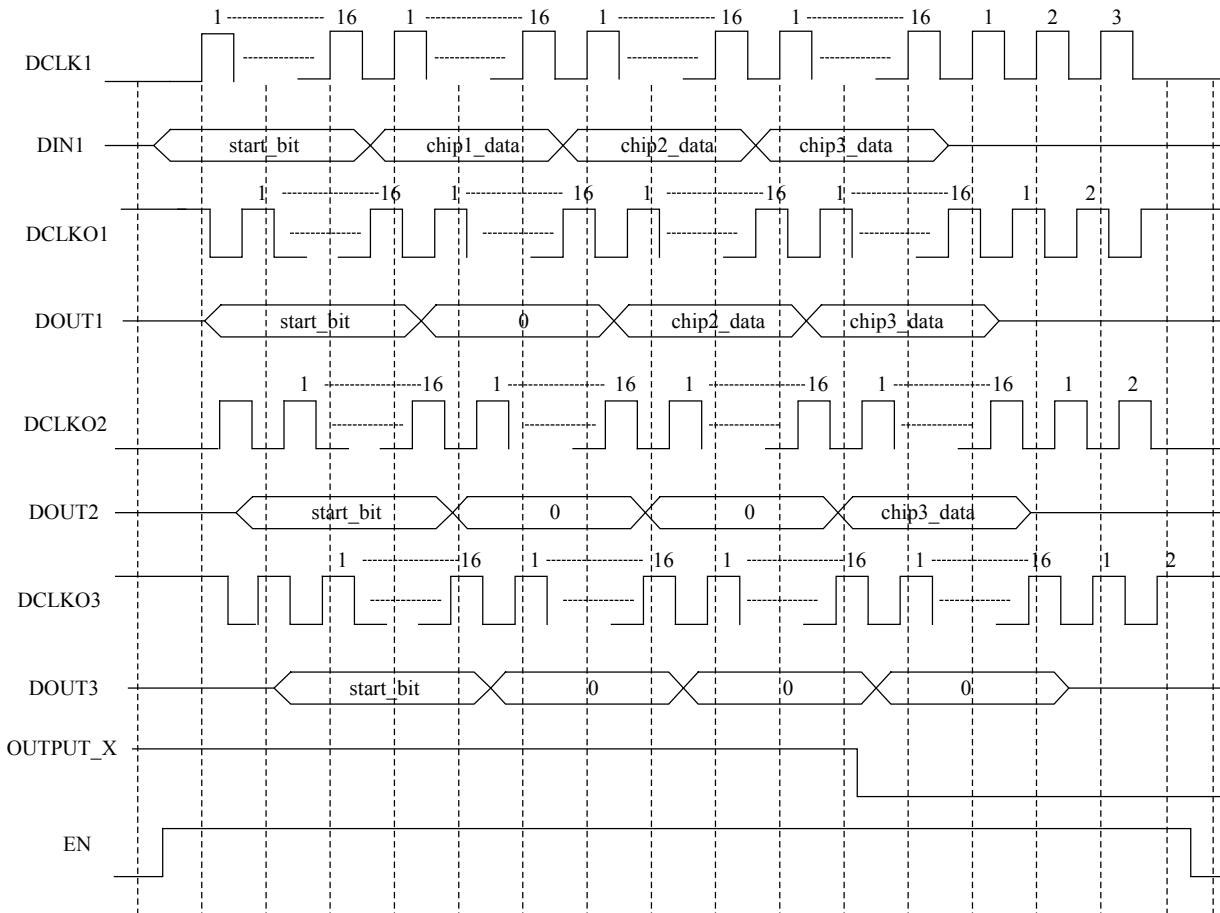 1 16 1 16 1 16 1 16 1 2 3
DCLK1
DIN1 start_bit chip1_data chip2_data chip3_data
1 16 1 16 1 16 1 16 1 2
DCLKO1
DOUT1 start_bit 0 chip2_data chip3_data
1 16 1 16 1 16 1 16 1 2
DCLKO2
DOUT2 start_bit 0 0 chip3_data
1 16 1 16 1 16 1 16 1 2
DCLKO3
DOUT3 start_bit 0 0 0
OUTPUT_X
EN